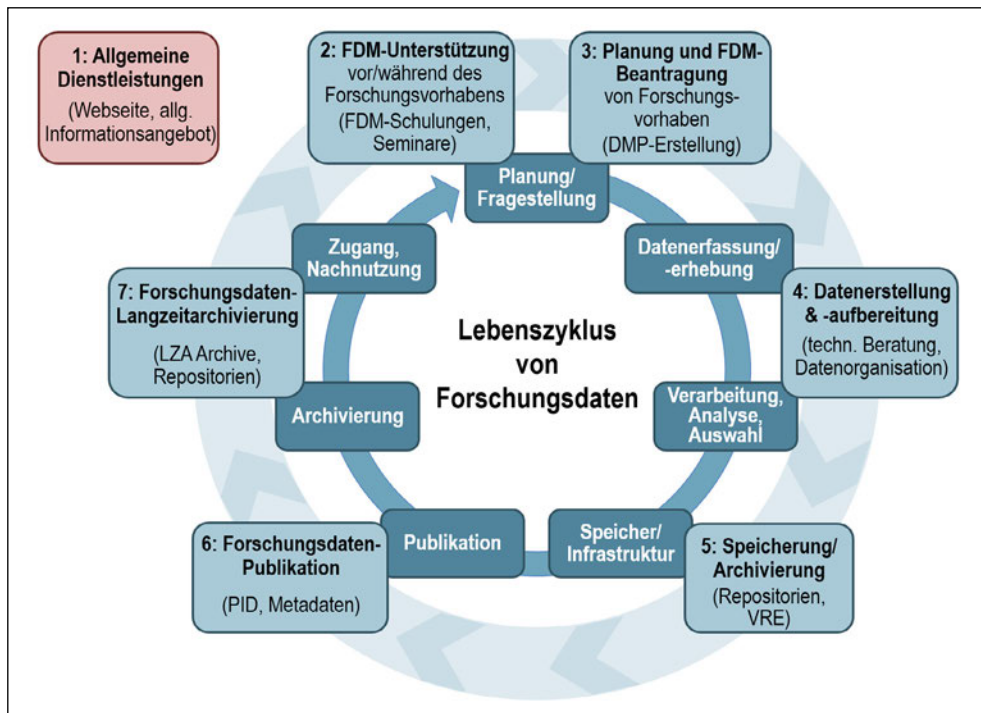 1: Allgemeine
Dienstleistungen
(Webseite, allg.
Informationsangebot)
2: FDM-Unterstützung
vor/während des
Forschungsvorhabens
(FDM-Schulungen,
Seminare)
3: Planung und FDM-
Beantragung
von Forschungs-
vorhaben
(DMP-Erstellung)
Planung/
Fragestellung
Zugang,
Nachnutzung
Datenerfassung/
-erhebung
7: Forschungsdaten-
Langzeitarchivierung
(LZA Archive,
Repositorien)
4: Datenerstellung
& -aufbereitung
(techn. Beratung,
Datenorganisation)
Lebenszyklus
von
Forschungsdaten
Archivierung
Verarbeitung,
Analyse,
Auswahl
6: Forschungsdaten-
Publikation
(PID, Metadaten)
Publikation
Speicher/
Infrastruktur
5: Speicherung/
Archivierung
(Repositorien,
VRE)